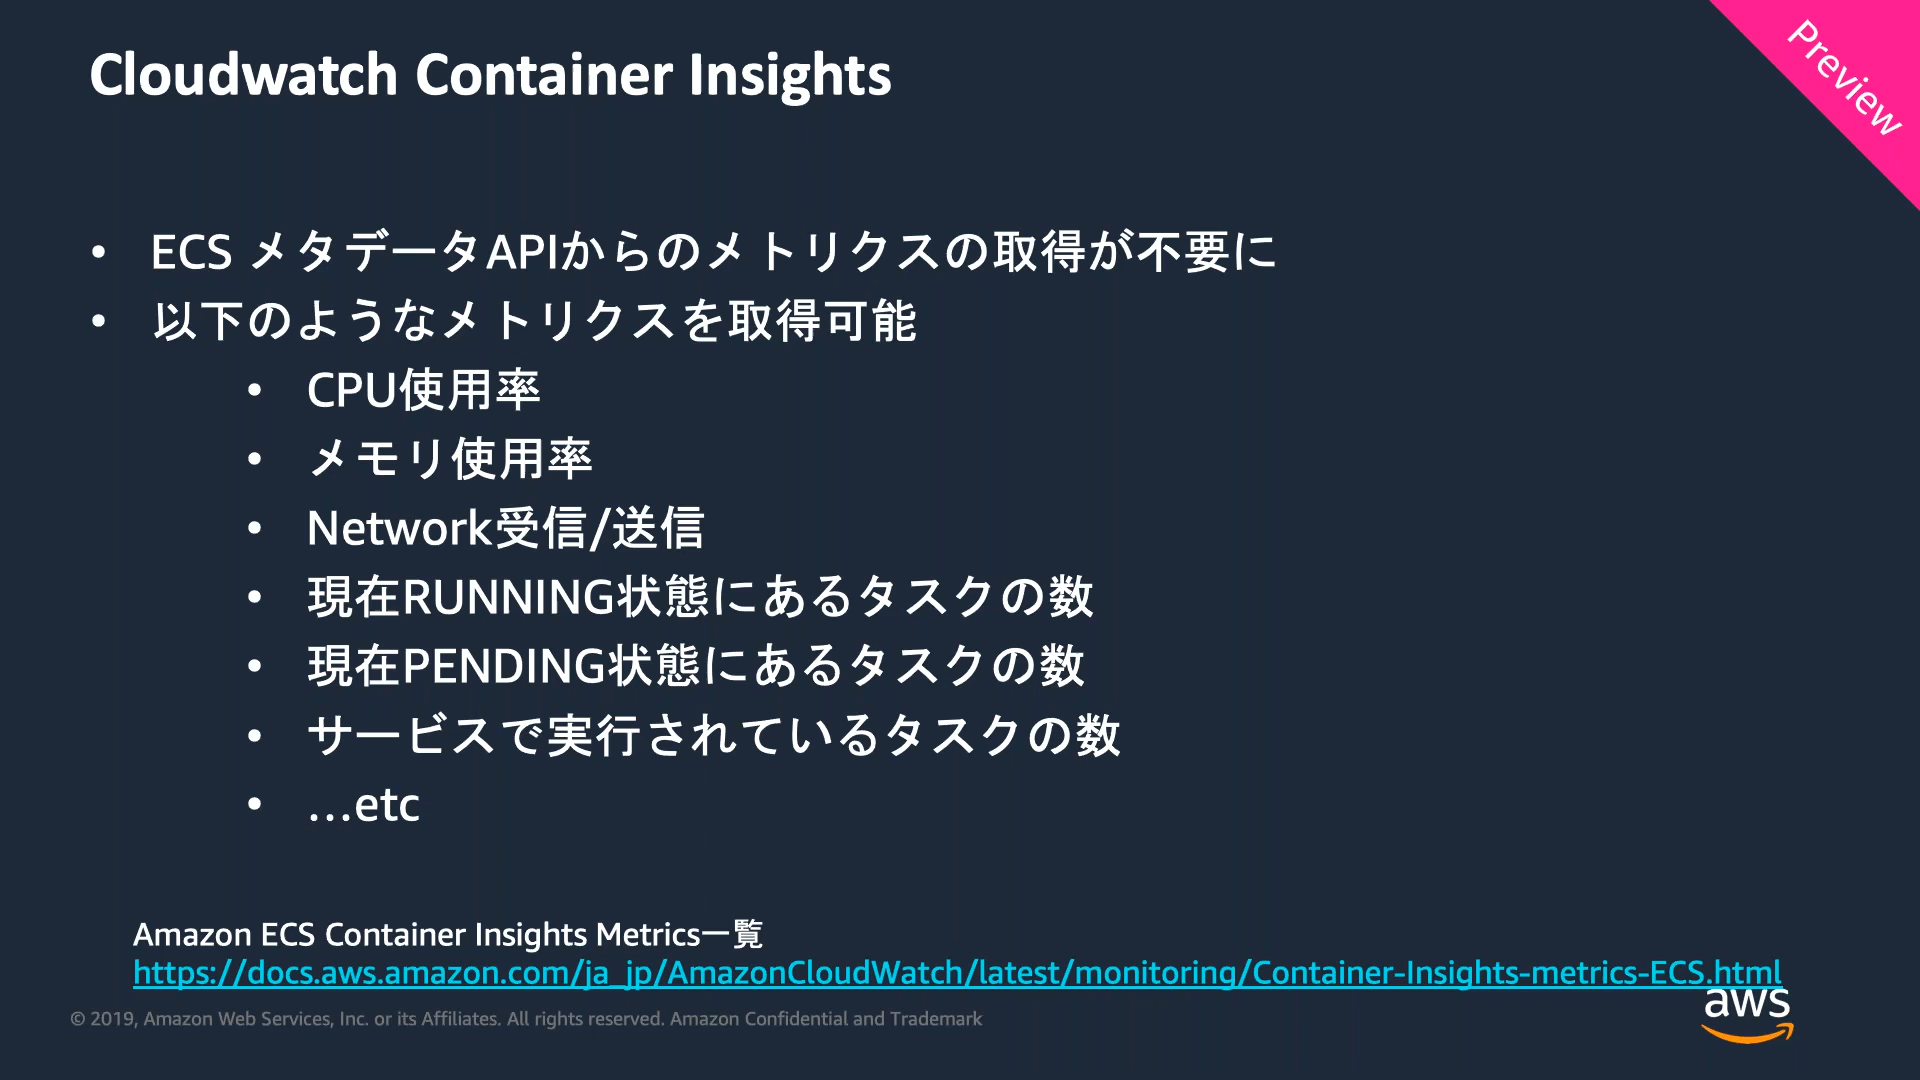 Cloudwatch Container Insights
Preview
• ECS メタデータAPIからのメトリクスの取得が不要に
• 以下のようなメトリクスを取得可能
• CPU使用率
• メモリ使用率
• Network受信/送信
• 現在RUNNING状態にあるタスクの数
• 現在PENDING状態にあるタスクの数
• サービスで実行されているタスクの数
• …etc
Amazon ECS Container Insights Metrics一覧
https://docs.aws.amazon.com/ja_jp/AmazonCloudWatch/latest/monitoring/Container-Insights-metrics-ECS.html
© 2019, Amazon Web Services, Inc. or its Affiliates. All rights reserved. Amazon Confidential and Trademark
aws